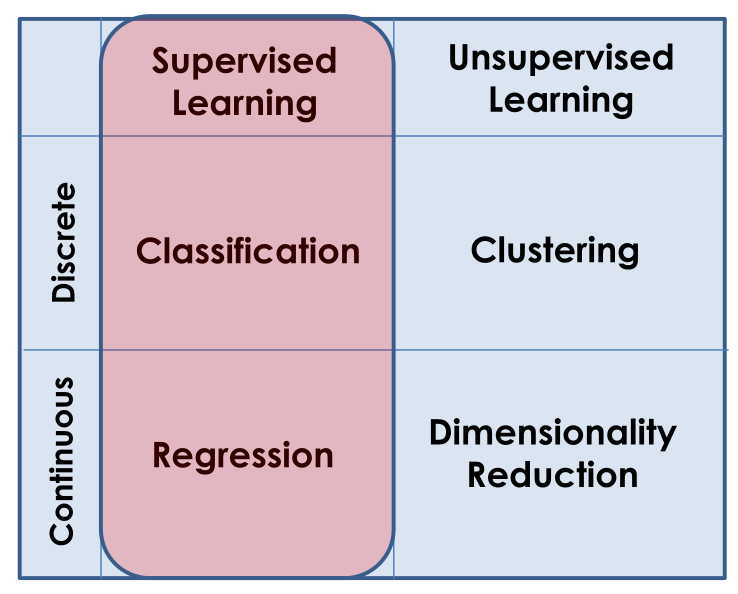 Supervised
Learning
Unsupervised
Learning
Discrete
Classification
Clustering
Continuous
Regression
Dimensionality
Reduction